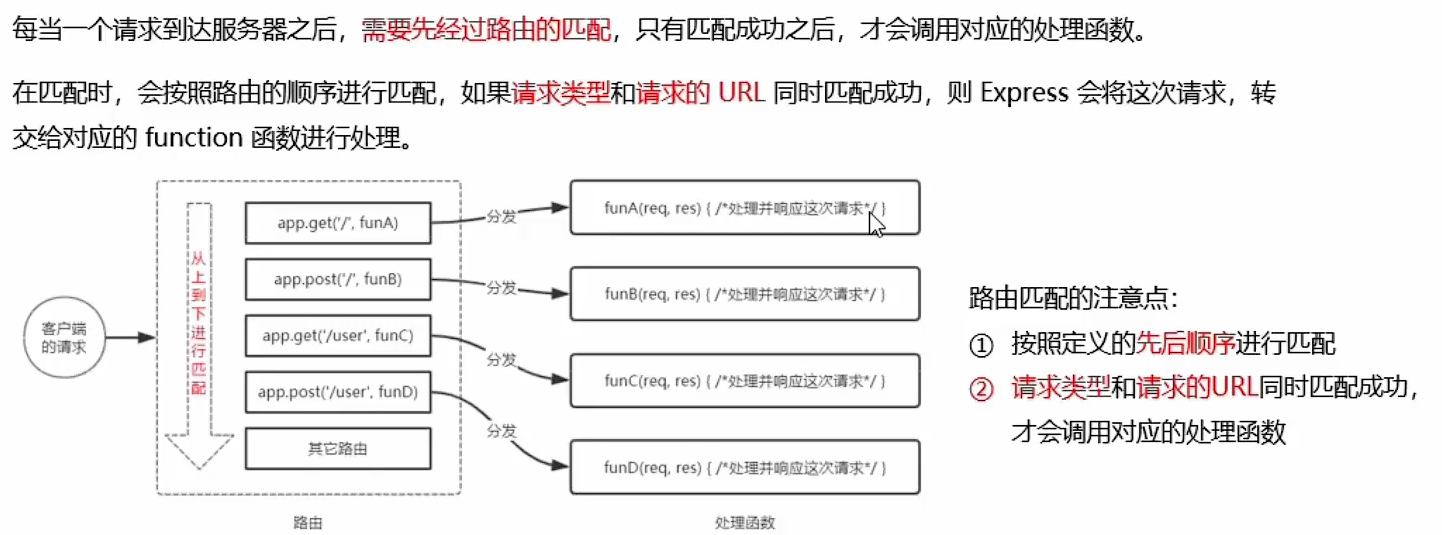 每当一个请求到达服务器之后，需要先经过路由的匹配，只有匹配成功之后，才会调用对应的处理函数。
在匹配时，会按照路由的顺序进行匹配，如果请求类型和请求的 URL 同时匹配成功，则 Express 会将这次请求，转
交给对应的 function 函数进行处理。
客户端
的请求
从上到下进行匹配
app.get('/', funA)
app.post('/', funB)
app.get('/user', funC)
app.post('/user', funD)
其它路由
路由
分发
分发
分发
分发
funA(req, res) { /*处理并响应这次请求*/ }
funB(req, res) { /*处理并响应这次请求*/ }
funC(req, res) { /*处理并响应这次请求*/ }
funD(req, res) { /*处理并响应这次请求*/ }
处理函数
路由匹配的注意点：
① 按照定义的先后顺序进行匹配
② 请求类型和请求的URL同时匹配成功，
才会调用对应的处理函数